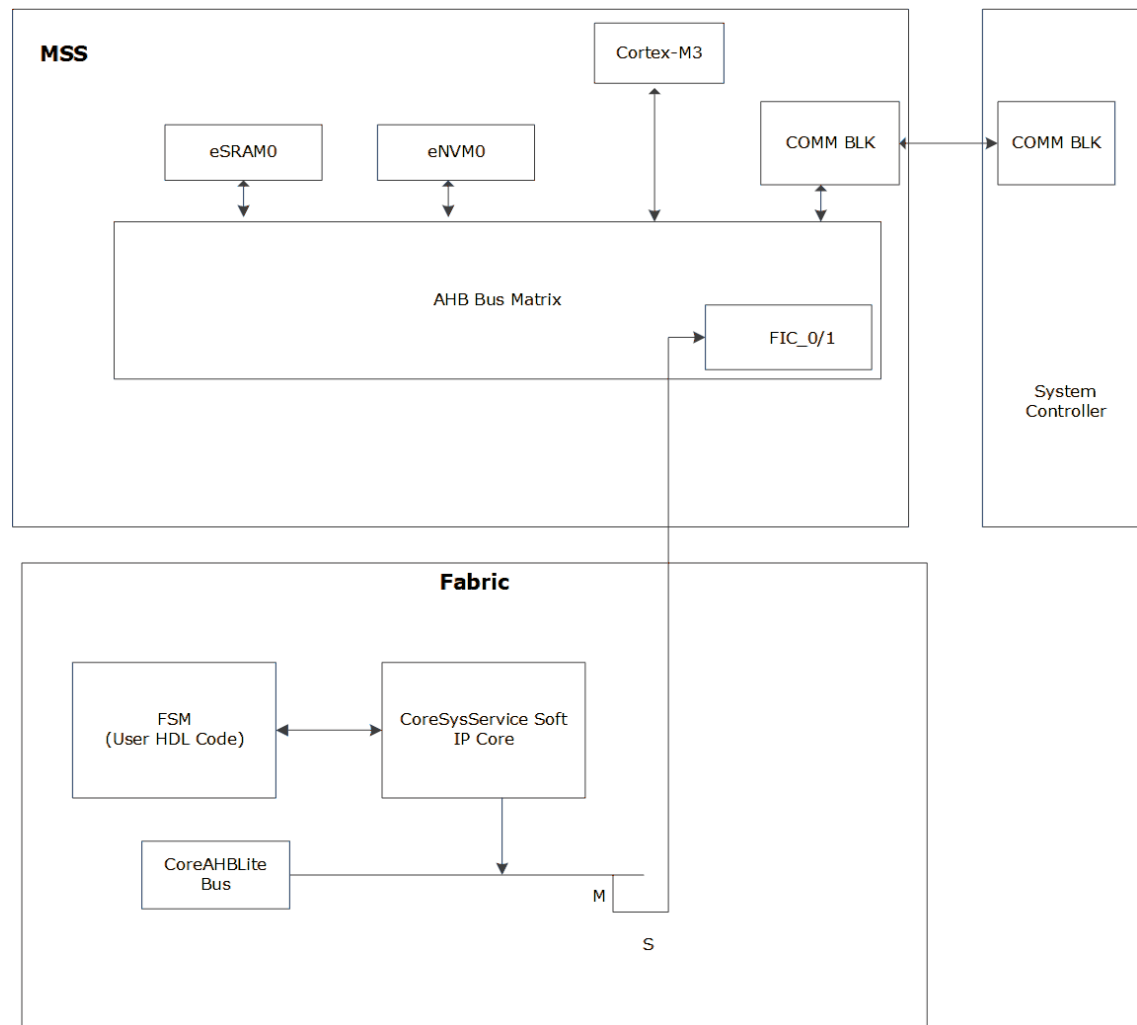 MSS
Cortex-M3
eSRAM0
eNVM0
COMM BLK
COMM BLK
AHB Bus Matrix
FIC_0/1
System
Controller
Fabric
FSM
(User HDL Code)
CoreSysService Soft
IP Core
CoreAHBLite
Bus
M
S